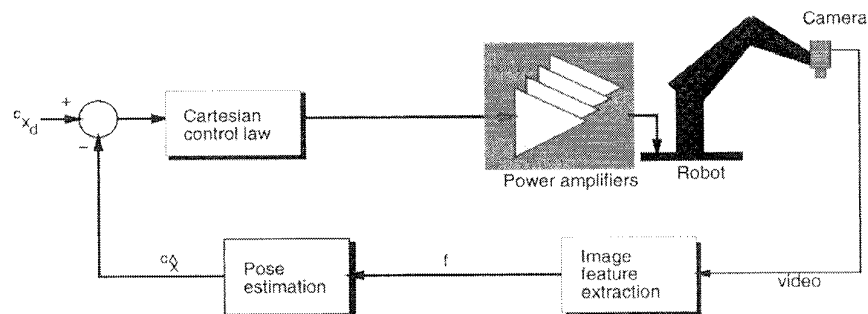 Camera
+
c x d
−
Cartesian
control law
Power amplifiers
Robot
c x̂
Pose
estimation
f
Image
feature
extraction
video